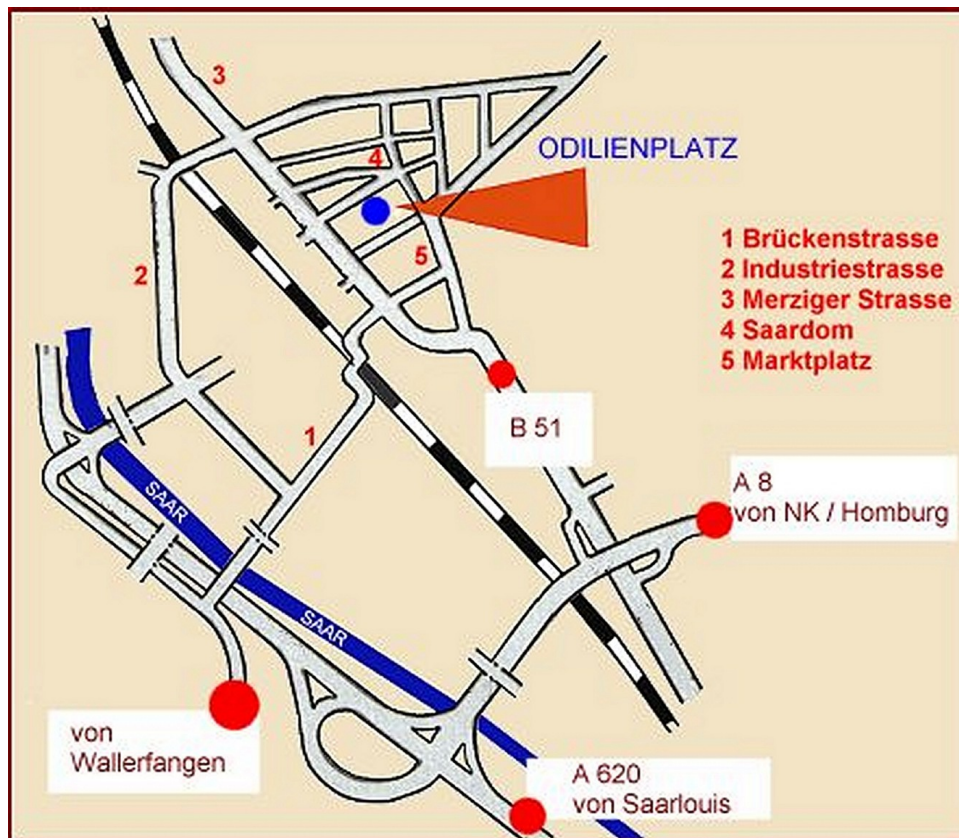 3
ODILIENPLATZ
4
5
2
1 Brückenstrasse
2 Industriestrasse
3 Merziger Strasse
4 Saardom
5 Marktplatz
B 51
1
A 8
von NK / Homburg
SAAR
SAAR
von
Wallerfangen
A 620
von Saarlouis